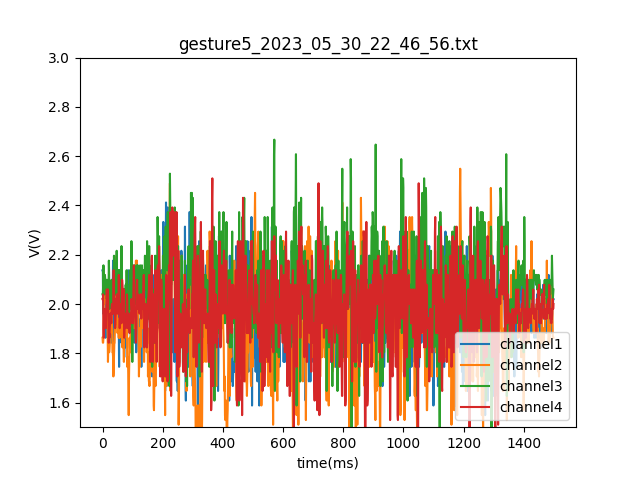 gesture5_2023_05_30_22_46_56.txt
3.0
2.8
2.6
2.4
2.2
2.0
1.8
1.6
V(V)
0 200 400 600 800 1000 1200 1400
time(ms)
channel1
channel2
channel3
channel4